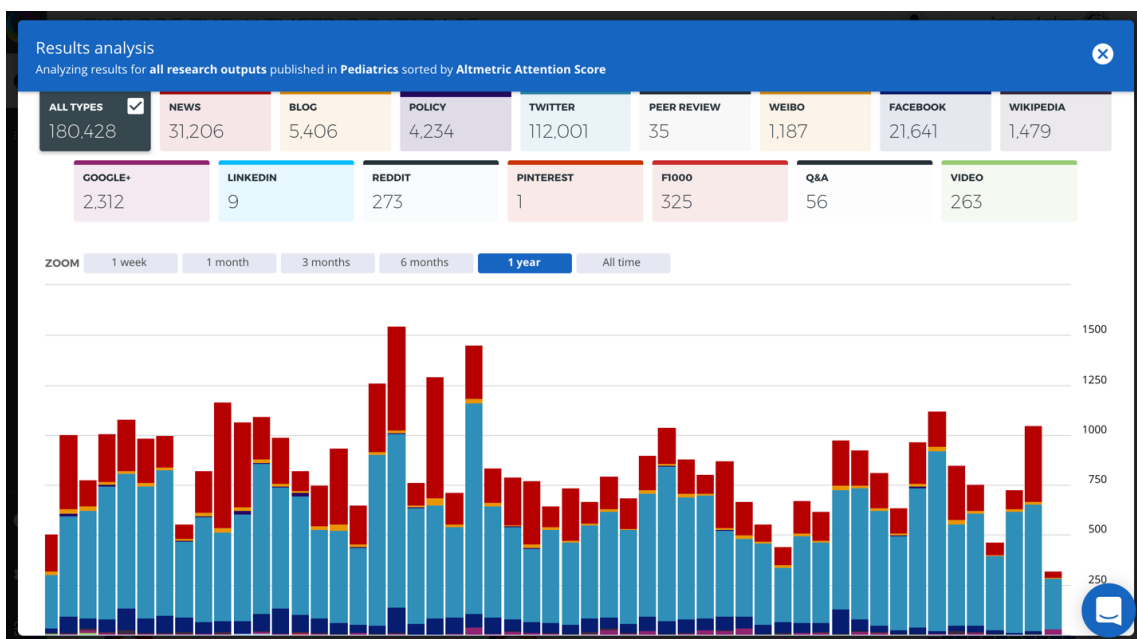 Results analysis
Analyzing results for all research outputs published in Pediatrics sorted by Altmetric Attention Score
ALL TYPES NEWS BLOG POLICY TWITTER PEER REVIEW WEIBO FACEBOOK WIKIPEDIA
180,428 31,206 5,406 4,234 112,001 35 1,187 21,641 1,479
GOOGLE+ LINKEDIN REDDIT PINTEREST F1000 Q&A VIDEO
2,312 9 273 1 325 56 263
ZOOM 1 week 1 month 3 months 6 months 1 year All time
1500
1250
1000
750
500
250